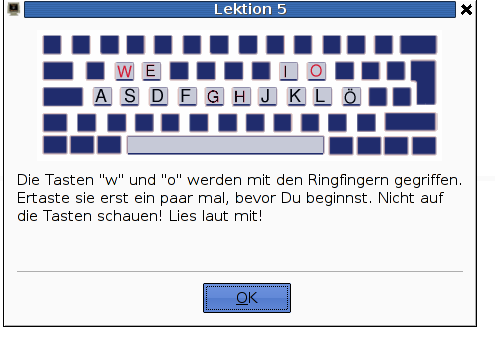 Lektion 5
W E I O
A S D F G H J K L Ö
Die Tasten "w" und "o" werden mit den Ringfingern gegriffen.
Ertaste sie erst ein paar mal, bevor Du beginnst. Nicht auf
die Tasten schauen! Lies laut mit!
OK